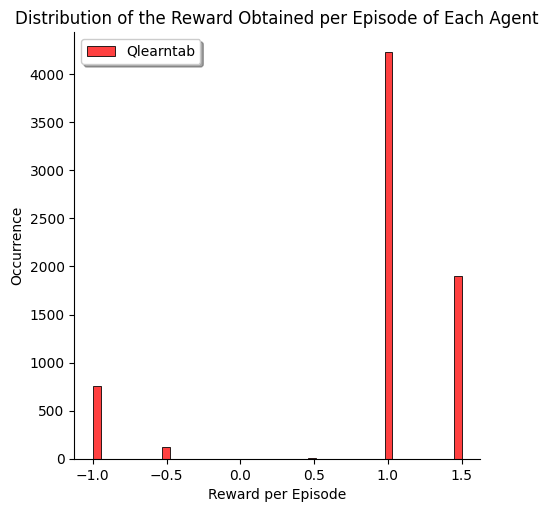 Distribution of the Reward Obtained per Episode of Each Agent
Qlearntab
4000
3500
3000
2500
2000
1500
1000
500
0
Occurrence
−1.0 −0.5 0.0 0.5 1.0 1.5
Reward per Episode